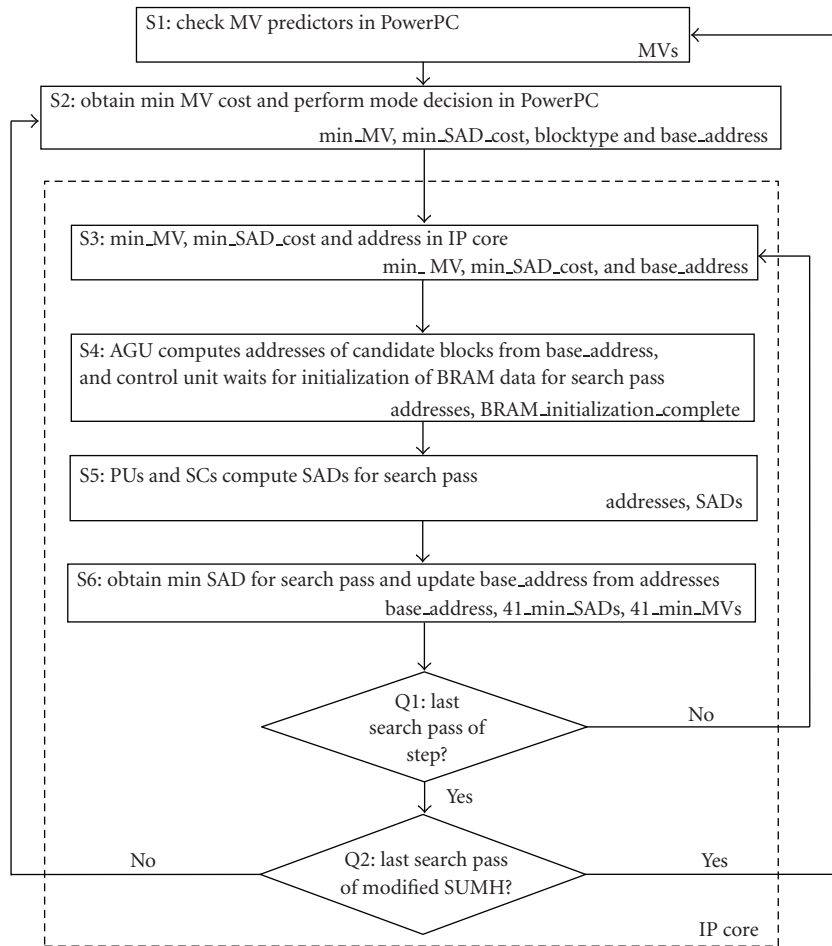 S1: check MV predictors in PowerPC
MVs
S2: obtain min MV cost and perform mode decision in PowerPC
min_MV, min_SAD_cost, blocktype and base_address
S3: min_MV, min_SAD_cost and address in IP core
min_ MV, min_SAD_cost, and base_address
S4: AGU computes addresses of candidate blocks from base_address,
and control unit waits for initialization of BRAM data for search pass
addresses, BRAM_initialization_complete
S5: PUs and SCs compute SADs for search pass
addresses, SADs
S6: obtain min SAD for search pass and update base_address from addresses
base_address, 41_min_SADs, 41_min_MVs
Q1: last
search pass of
step?
No
Yes
No
Q2: last search pass
of modified SUMH?
Yes
IP core